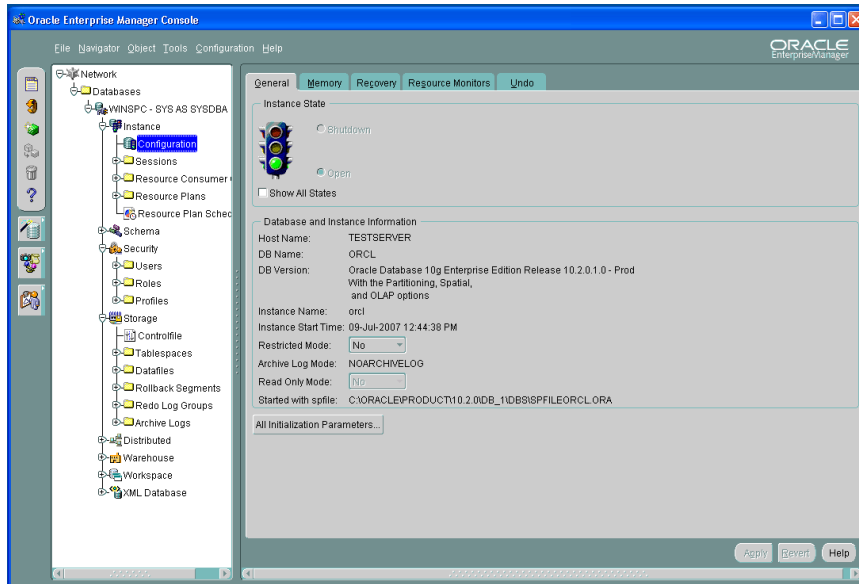 Oracle Enterprise Manager Console
File Navigator Object Tools Configuration Help
ORACLE
EnterpriseManager
Network
Databases
WINSPC - SYS AS SYSDBA
Instance
Configuration
Sessions
Resource Consumer
Resource Plans
Resource Plan Sched
Schema
Security
Users
Roles
Profiles
Storage
Controlfile
Tablespaces
Datafiles
Rollback Segments
Redo Log Groups
Archive Logs
Distributed
Warehouse
Workspace
XML Database
General Memory Recovery Resource Monitors Undo
Instance State
Shutdown
Open
Show All States
Database and Instance Information
Host Name: TESTSERVER
DB Name: ORCL
DB Version: Oracle Database 10g Enterprise Edition Release 10.2.0.1.0 - Prod
With the Partitioning, Spatial,
and OLAP options
Instance Name: orcl
Instance Start Time: 09-Jul-2007 12:44:38 PM
Restricted Mode: No
Archive Log Mode: NOARCHIVELOG
Read Only Mode: No
Started with spfile: C:\ORACLE\PRODUCT\10.2.0\DB_1\DBS\SPFILEORCL.ORA
All Initialization Parameters...
Apply Revert Help